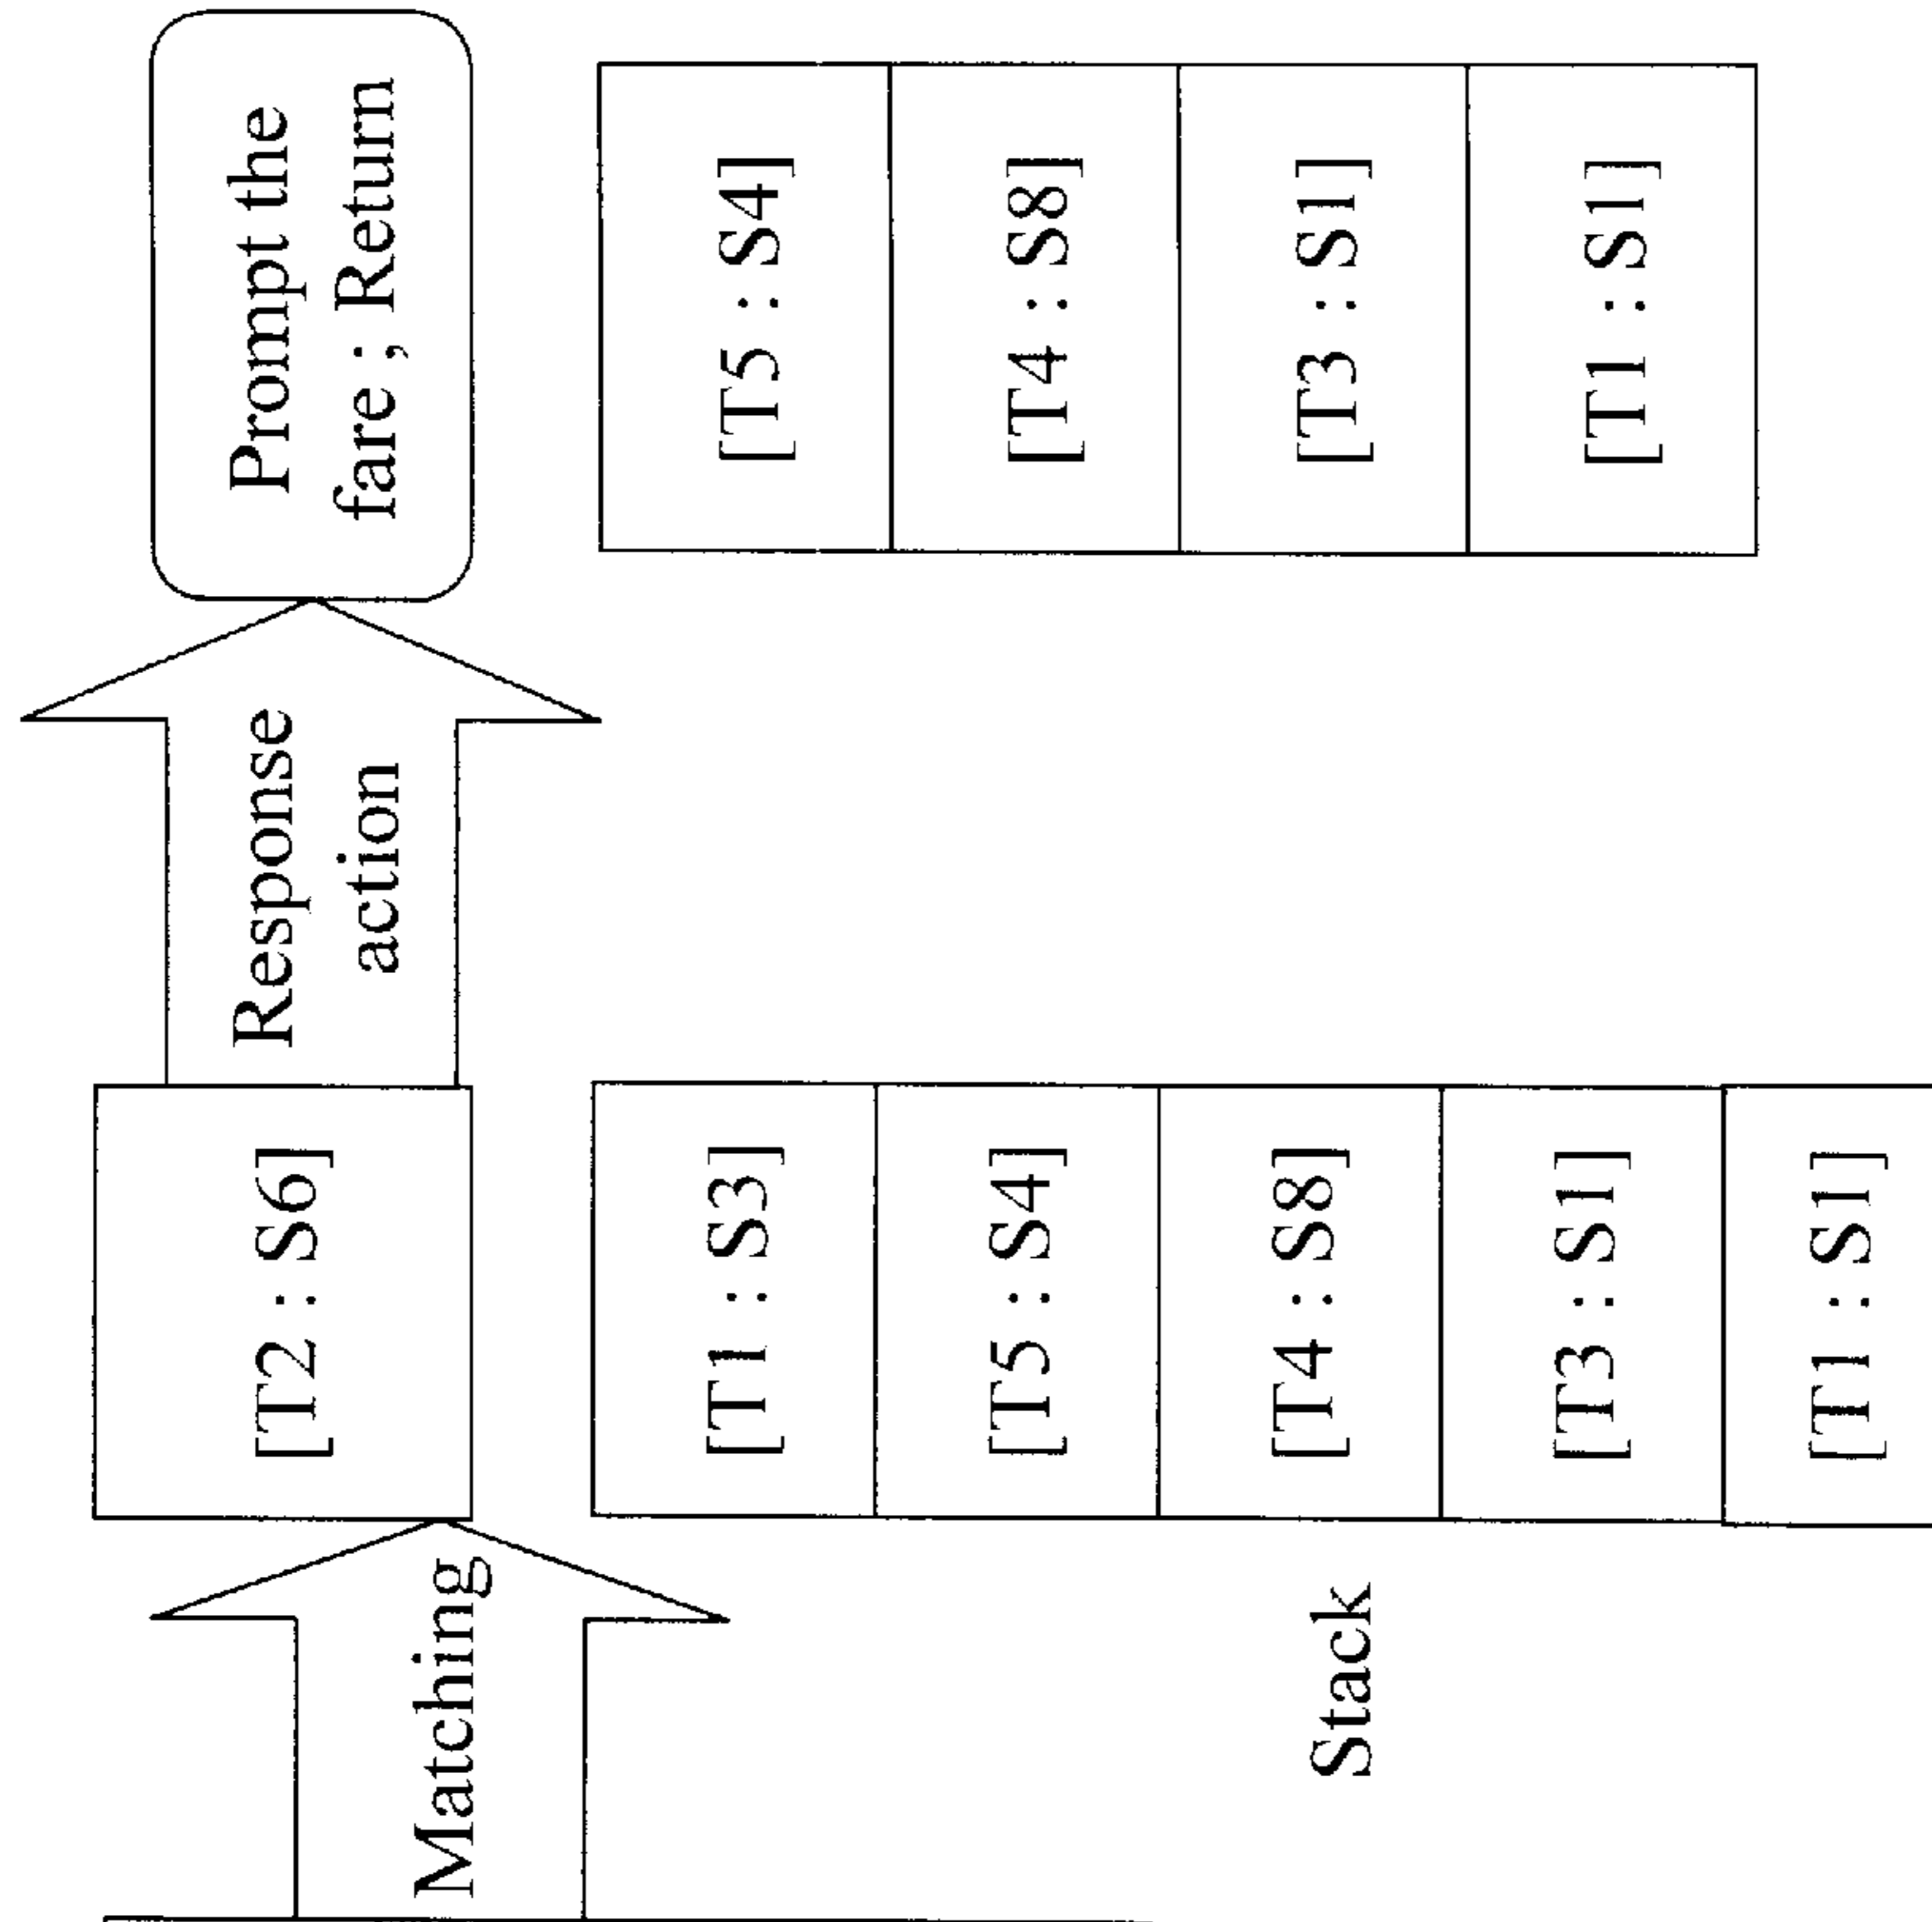 Matching
[T2 : S6]
Response
action
Prompt the
fare ; Return
Stack
[T1 : S3]
[T5 : S4]
[T4 : S8]
[T3 : S1]
[T1 : S1]
[T5 : S4]
[T4 : S8]
[T3 : S1]
[T1 : S1]